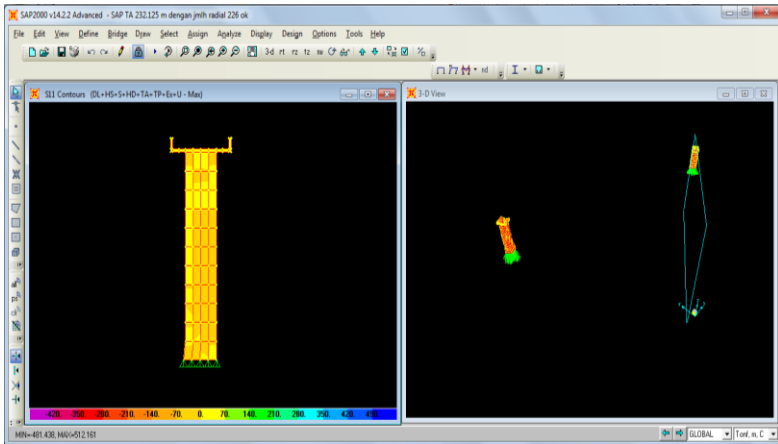 SAP2000 v14.2.2 Advanced - SAP TA 232.125 m dengan jmlh radial 226 ok
File Edit View Define Bridge Draw Select Assign Analyze Display Design Options Tools Help
3-d
nd
S11 Contours (DL+HS+S+HD+TA+TP+Ex+U - Max)
3-D View
-420. -350. -280. -210. -140. -70. 0. 70. 140. 210. 280. 350. 420. 490.
MIN=-481.438, MAX=512.161
GLOBAL
Tonf, m, C